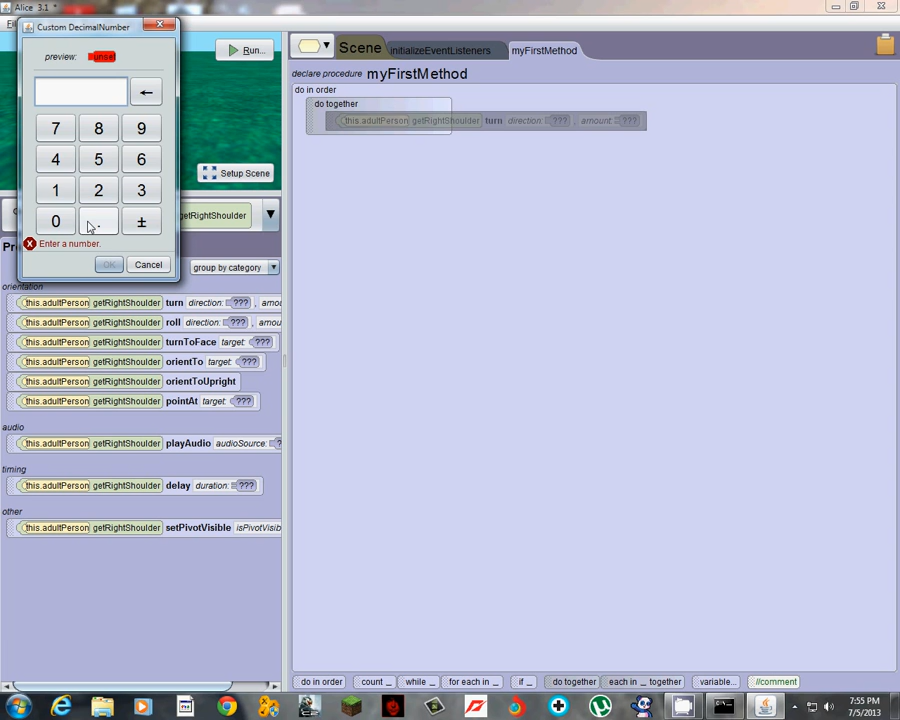 Alice 3.1 *
Custom DecimalNumber
preview: unset
←
7 8 9
4 5 6
1 2 3
0 . ±
Enter a number.
OK Cancel
Run...
Setup Scene
getRightShoulder
group by category
orientation
this.adultPerson getRightShoulder turn direction: ???
this.adultPerson getRightShoulder roll direction: ???
this.adultPerson getRightShoulder turnToFace target: ???
this.adultPerson getRightShoulder orientTo target: ???
this.adultPerson getRightShoulder orientToUpright
this.adultPerson getRightShoulder pointAt target: ???
audio
this.adultPerson getRightShoulder playAudio audioSource:
timing
this.adultPerson getRightShoulder delay duration: ???
other
this.adultPerson getRightShoulder setPivotVisible
Scene initializeEventListeners myFirstMethod
declare procedure myFirstMethod
do in order
do together
this.adultPerson getRightShoulder turn direction: ??? , amount: ???
do in order count _ while _ for each in _ if _ do together each in _ together variable... //comment
7:55 PM
7/5/2013